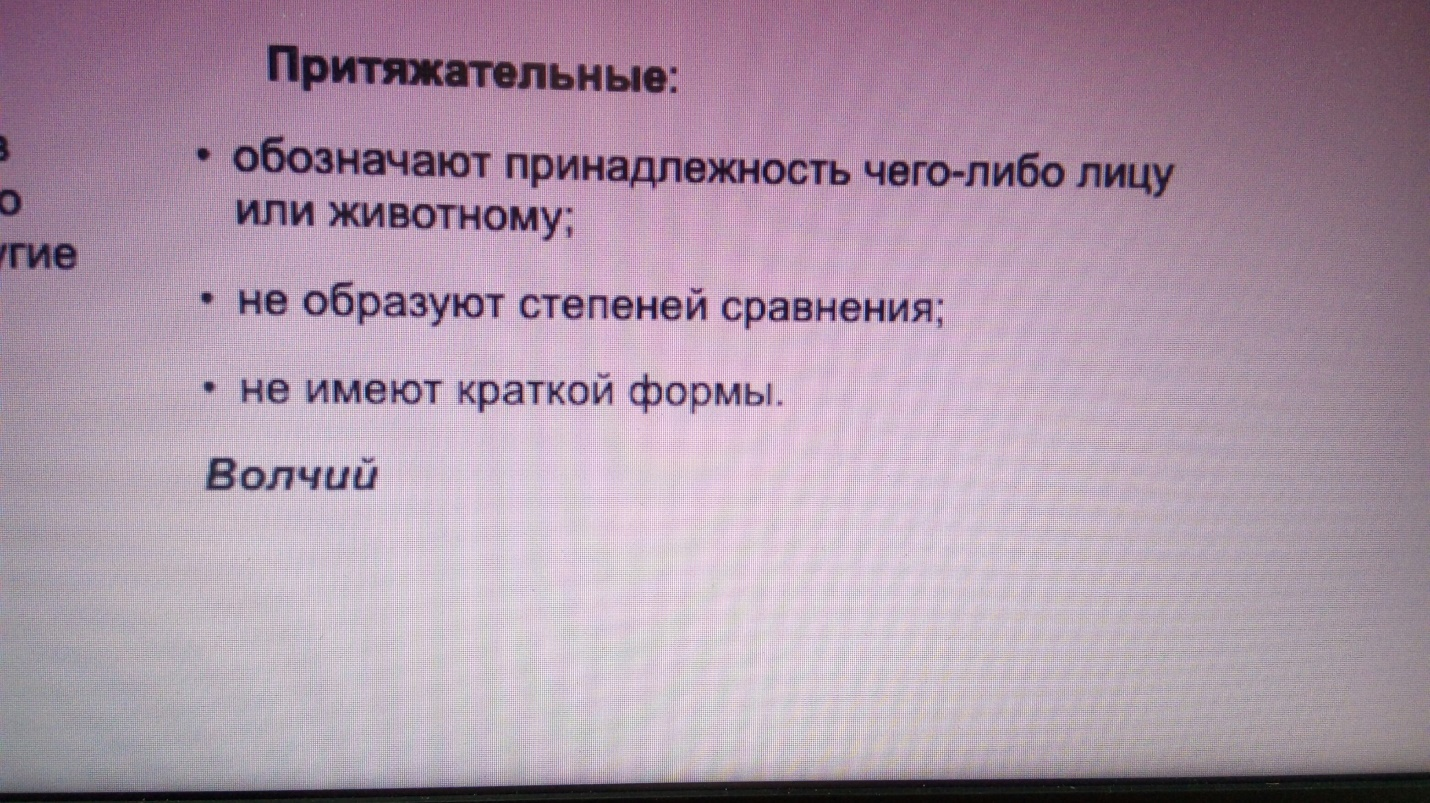 Притяжательные:
• обозначают принадлежность чего-либо лицу
или животному;
• не образуют степеней сравнения;
• не имеют краткой формы.
Волчий